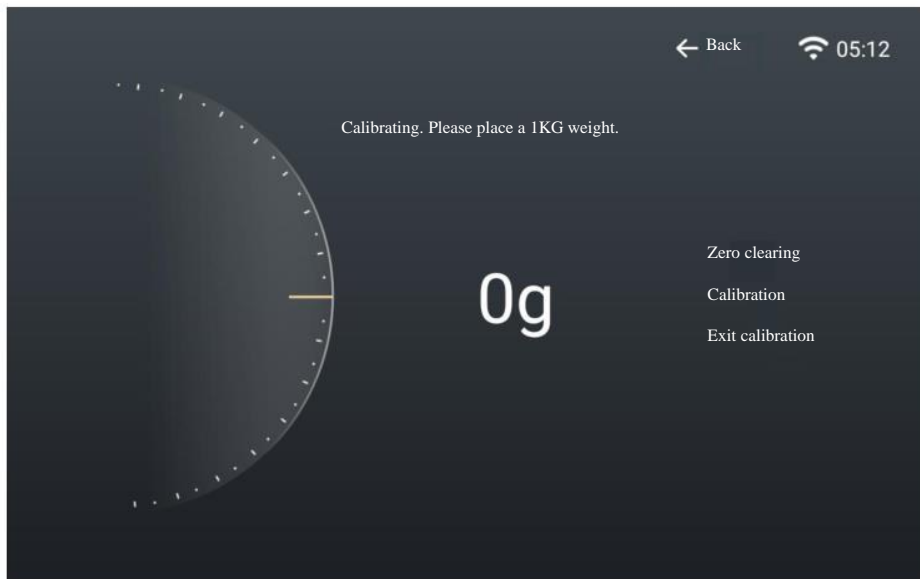 Back
05:12
Calibrating. Please place a 1KG weight.
0g
Zero clearing
Calibration
Exit calibration